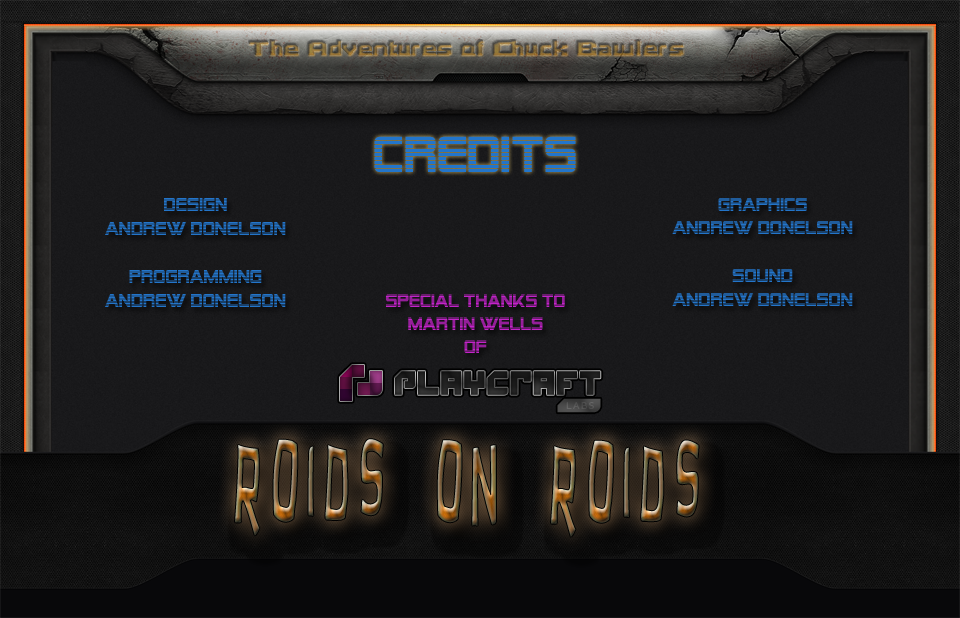 The Adventures of Chuck Bawlers
CREDITS
DESIGN
ANDREW DONELSON
PROGRAMMING
ANDREW DONELSON
GRAPHICS
ANDREW DONELSON
SOUND
ANDREW DONELSON
SPECIAL THANKS TO
MARTIN WELLS
OF
PLAYCRAFT
LABS
ROIDS ON ROIDS